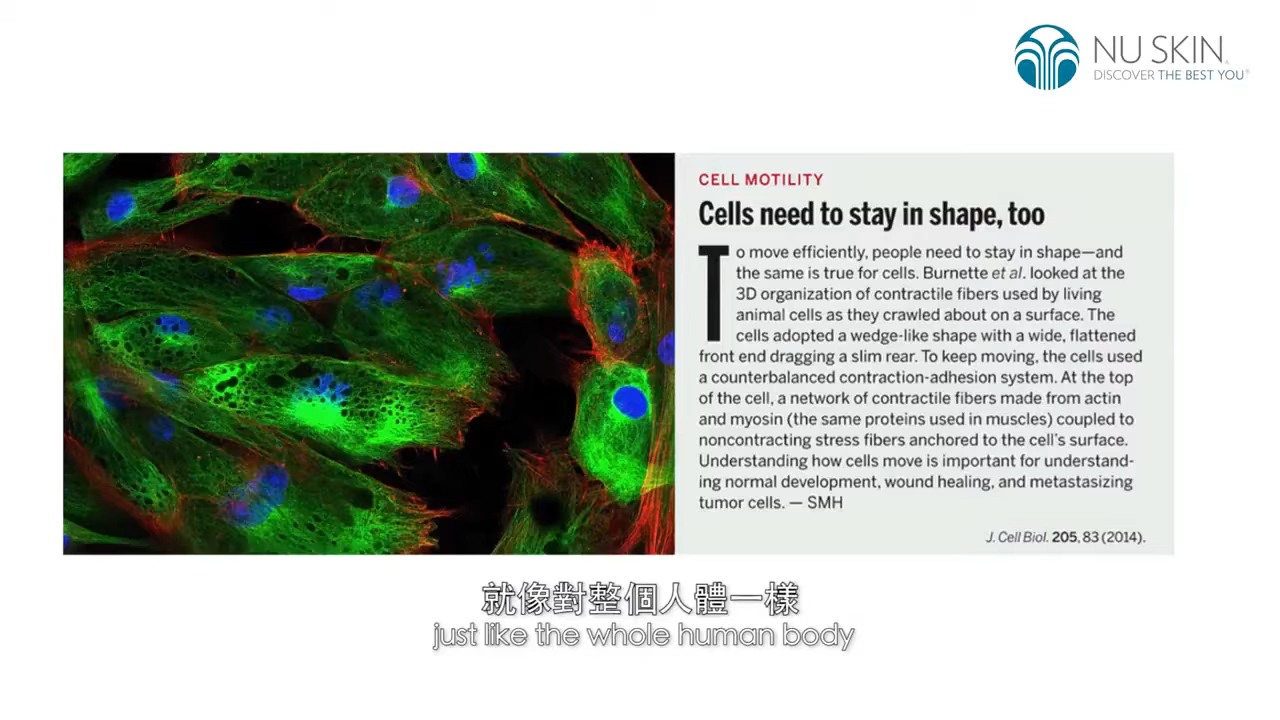 NU SKIN
DISCOVER THE BEST YOU®
CELL MOTILITY
Cells need to stay in shape, too
To move efficiently, people need to stay in shape—and
the same is true for cells. Burnette et al. looked at the
3D organization of contractile fibers used by living
animal cells as they crawled about on a surface. The
cells adopted a wedge-like shape with a wide, flattened
front end dragging a slim rear. To keep moving, the cells used
a counterbalanced contraction-adhesion system. At the top
of the cell, a network of contractile fibers made from actin
and myosin (the same proteins used in muscles) coupled to
noncontracting stress fibers anchored to the cell’s surface.
Understanding how cells move is important for understand-
ing normal development, wound healing, and metastasizing
tumor cells. — SMH
J. Cell Biol. 205, 83 (2014).
就像對整個人體一樣
just like the whole human body